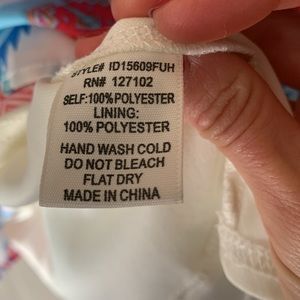 STYLE# ID15609FUH
RN# 127102
SELF:100% POLYESTER
LINING:
100% POLYESTER
HAND WASH COLD
DO NOT BLEACH
FLAT DRY
MADE IN CHINA